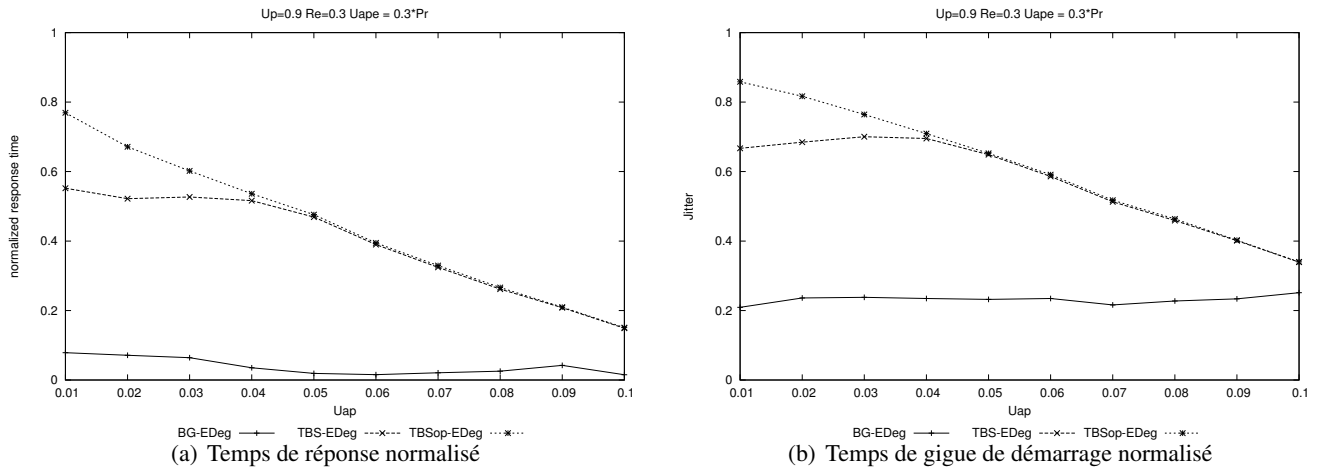 Up=0.9 Re=0.3 Uape = 0.3*Pr
1
0.8
0.6
0.4
0.2
0
normalized response time
0.01 0.02 0.03 0.04 0.05 0.06 0.07 0.08 0.09 0.1
Uap
BG-EDeg TBS-EDeg TBSop-EDeg
(a) Temps de réponse normalisé
Up=0.9 Re=0.3 Uape = 0.3*Pr
1
0.8
0.6
0.4
0.2
0
Jitter
0.01 0.02 0.03 0.04 0.05 0.06 0.07 0.08 0.09 0.1
Uap
BG-EDeg TBS-EDeg TBSop-EDeg
(b) Temps de gigue de démarrage normalisé